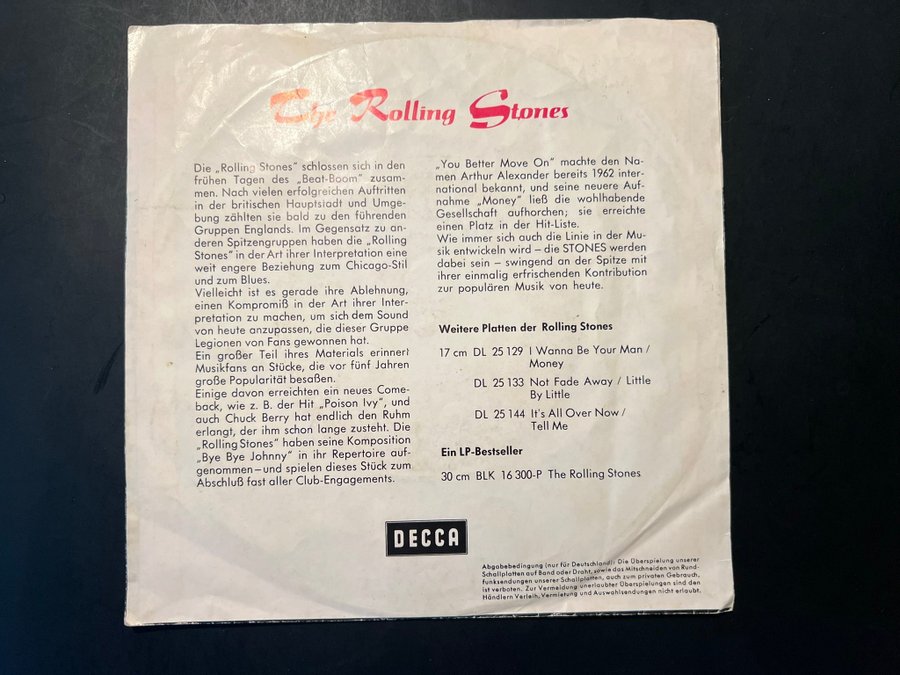 The Rolling Stones
Die „Rolling Stones" schlossen sich in den
frühen Tagen des „Beat-Boom" zusam-
men. Nach vielen erfolgreichen Auftritten
in der britischen Hauptstadt und Umge-
bung zählten sie bald zu den führenden
Gruppen Englands. Im Gegensatz zu an-
deren Spitzengruppen haben die „Rolling
Stones" in der Art ihrer Interpretation eine
weit engere Beziehung zum Chicago-Stil
und zum Blues.
Vielleicht ist es gerade ihre Ablehnung,
einen Kompromiß in der Art ihrer Inter-
pretation zu machen, um sich dem Sound
von heute anzupassen, die dieser Gruppe
Legionen von Fans gewonnen hat.
Ein großer Teil ihres Materials erinnert
Musikfans an Stücke, die vor fünf Jahren
große Popularität besaßen.
Einige davon erreichten ein neues Come-
back, wie z. B. der Hit „Poison Ivy", und
auch Chuck Berry hat endlich den Ruhm
erlangt, der ihm schon lange zusteht. Die
„Rolling Stones" haben seine Komposition
„Bye Bye Johnny" in ihr Repertoire auf-
genommen – und spielen dieses Stück zum
Abschluß fast aller Club-Engagements.
„You Better Move On" machte den Na-
men Arthur Alexander bereits 1962 inter-
national bekannt, und seine neuere Auf-
nahme „Money" ließ die wohlhabende
Gesellschaft aufhorchen; sie erreichte
einen Platz in der Hit-Liste.
Wie immer sich auch die Linie in der Mu-
sik entwickeln wird – die STONES werden
dabei sein – swingend an der Spitze mit
ihrer einmalig erfrischenden Kontribution
zur populären Musik von heute.
Weitere Platten der Rolling Stones
17 cm DL 25 129 I Wanna Be Your Man /
Money
DL 25 133 Not Fade Away / Little
By Little
DL 25 144 It's All Over Now /
Tell Me
Ein LP-Bestseller
30 cm BLK 16 300-P The Rolling Stones
DECCA
Abgabebedingung (nur für Deutschland): Die Überspielung unserer
Schallplatten auf Band oder Draht, sowie das Mitschneiden von Rund-
funksendungen unserer Schallplatten, auch zum privaten Gebrauch,
ist verboten. Zur Vermeidung unerlaubter Überspielungen sind den
Händlern Verleih, Vermietung und Auswahlsendungen nicht erlaubt.